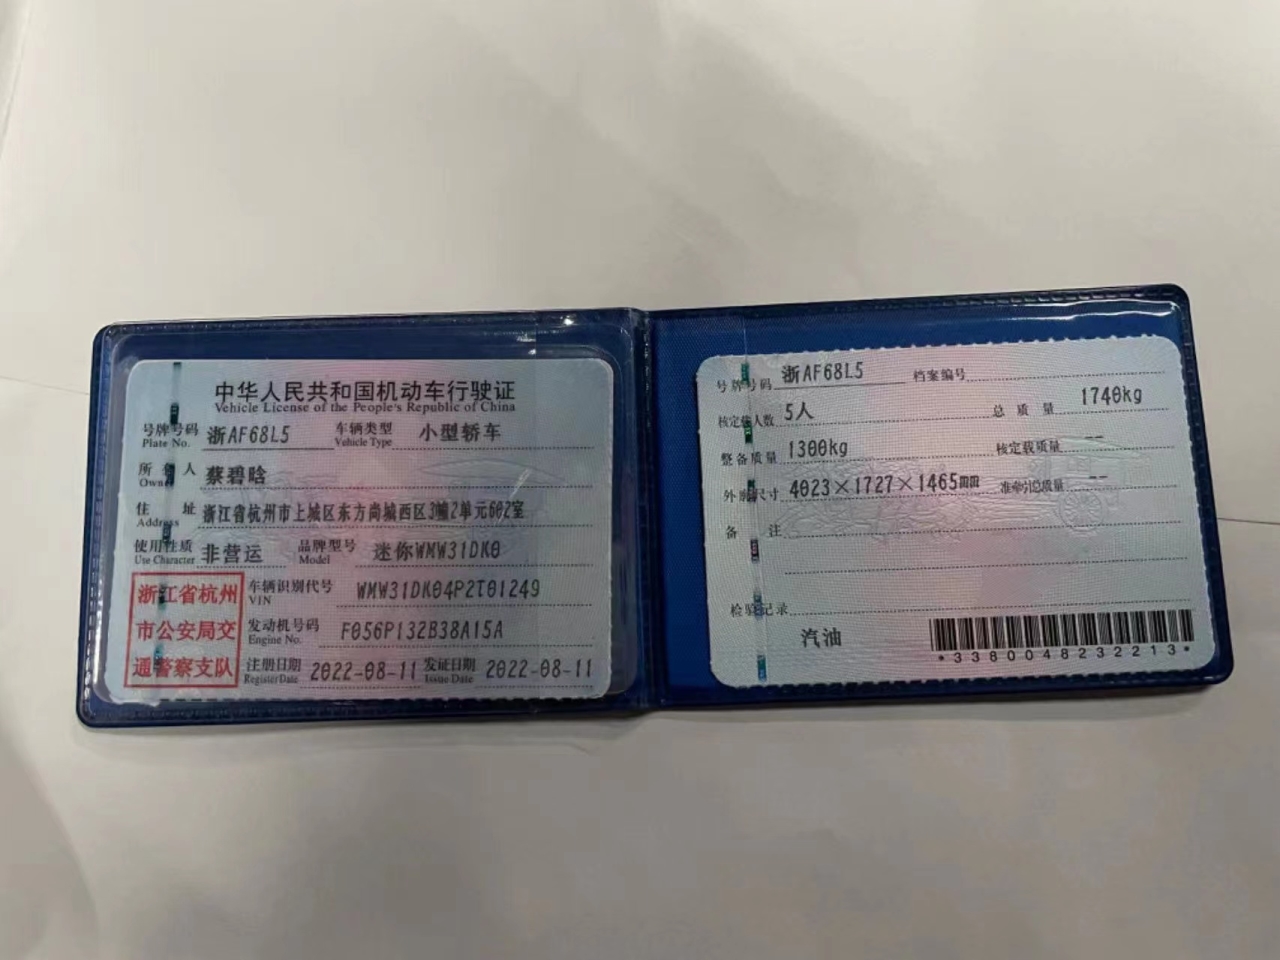 中华人民共和国机动车行驶证
Vehicle License of the People's Republic of China
号牌号码 浙AF68L5 车辆类型 小型轿车
Plate No. Vehicle Type
所有人 蔡碧晗
Owner
住址 浙江省杭州市上城区东方尚城西区3幢2单元602室
Address
使用性质 非营运 品牌型号 迷你WMW31DK0
Use Character Model
浙江省杭州
市公安局交
通警察支队
车辆识别代号 WMW31DK04P2T01249
VIN
发动机号码 F056P132B38A15A
Engine No.
注册日期 2022-08-11 发证日期 2022-08-11
Register Date Issue Date
号牌号码 浙AF68L5 档案编号
核定载人数 5人 总质量 1740kg
整备质量 1300kg 核定载质量 --
外廓尺寸 4023×1727×1465mm 准牵引总质量 --
备注
检验记录
汽油
*3380048232213*